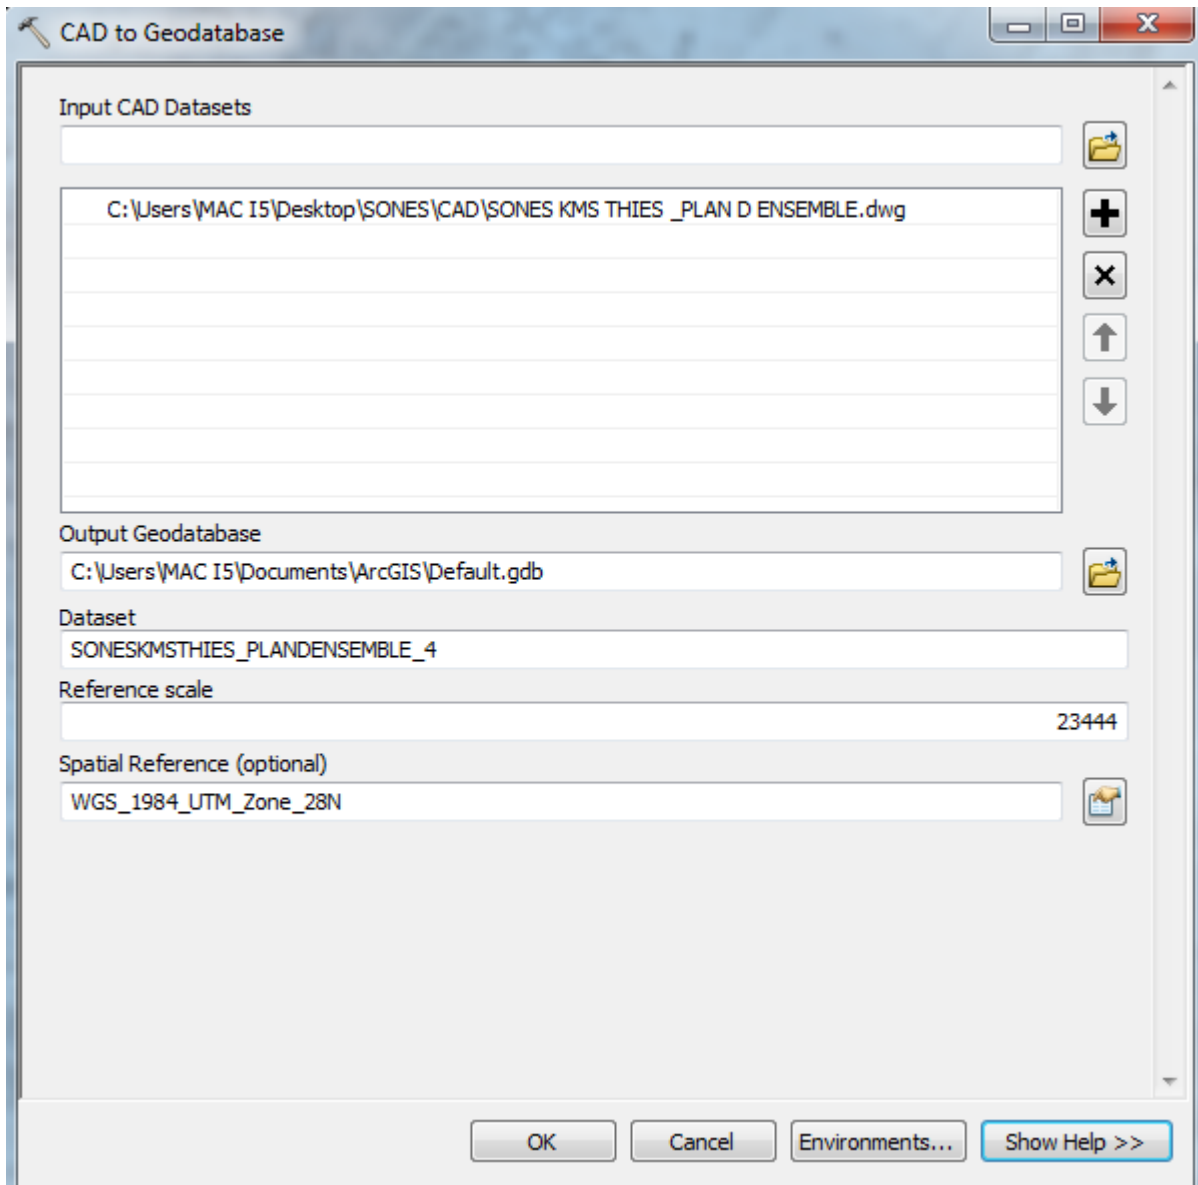 CAD to Geodatabase
Input CAD Datasets
C:\Users\MAC I5\Desktop\SONES\CAD\SONES KMS THIES _PLAN D ENSEMBLE.dwg
Output Geodatabase
C:\Users\MAC I5\Documents\ArcGIS\Default.gdb
Dataset
SONESKMSTHIES_PLANDENSEMBLE_4
Reference scale
23444
Spatial Reference (optional)
WGS_1984_UTM_Zone_28N
OK Cancel Environments... Show Help >>